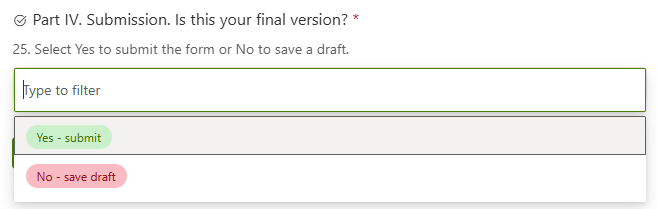 Part IV. Submission. Is this your final version? *
25. Select Yes to submit the form or No to save a draft.
Type to filter
Yes - submit
No - save draft